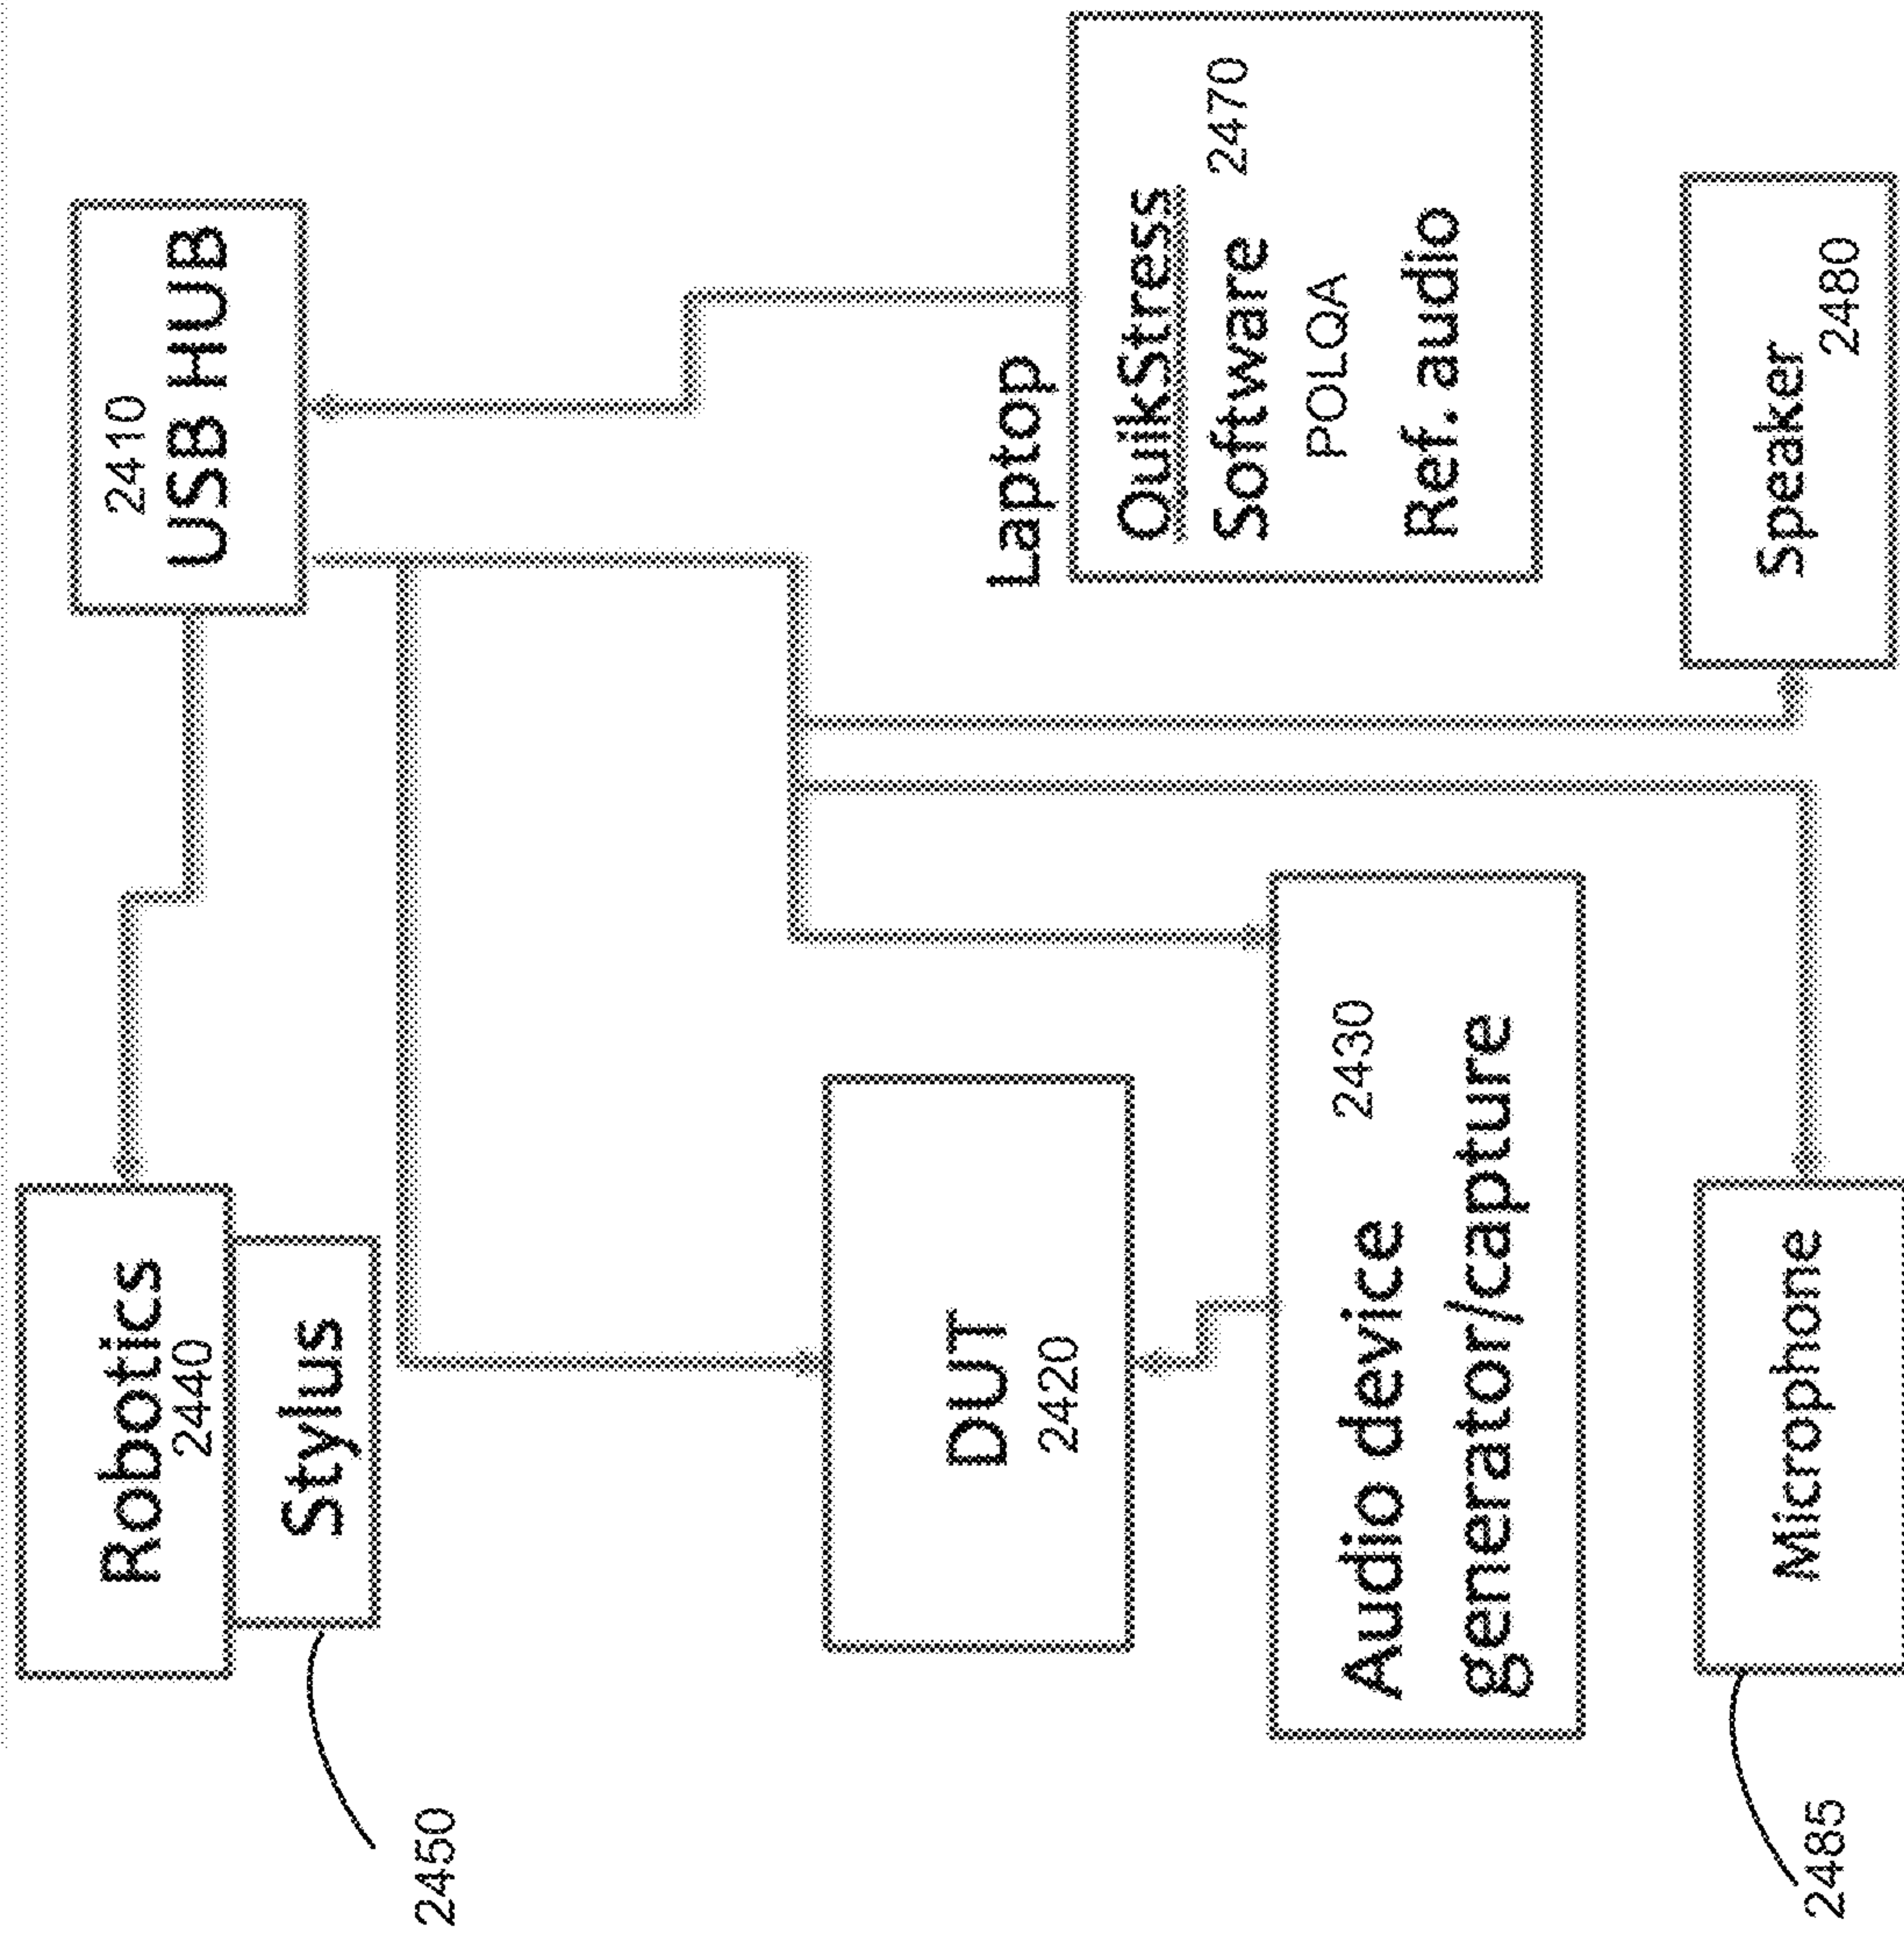 Robotics
2440
Stylus
2450
2410
USB HUB
DUT
2420
Laptop
QuikStress
Software 2470
POLQA
Ref. audio
Audio device 2430
generator/capture
Microphone
2485
Speaker
2480